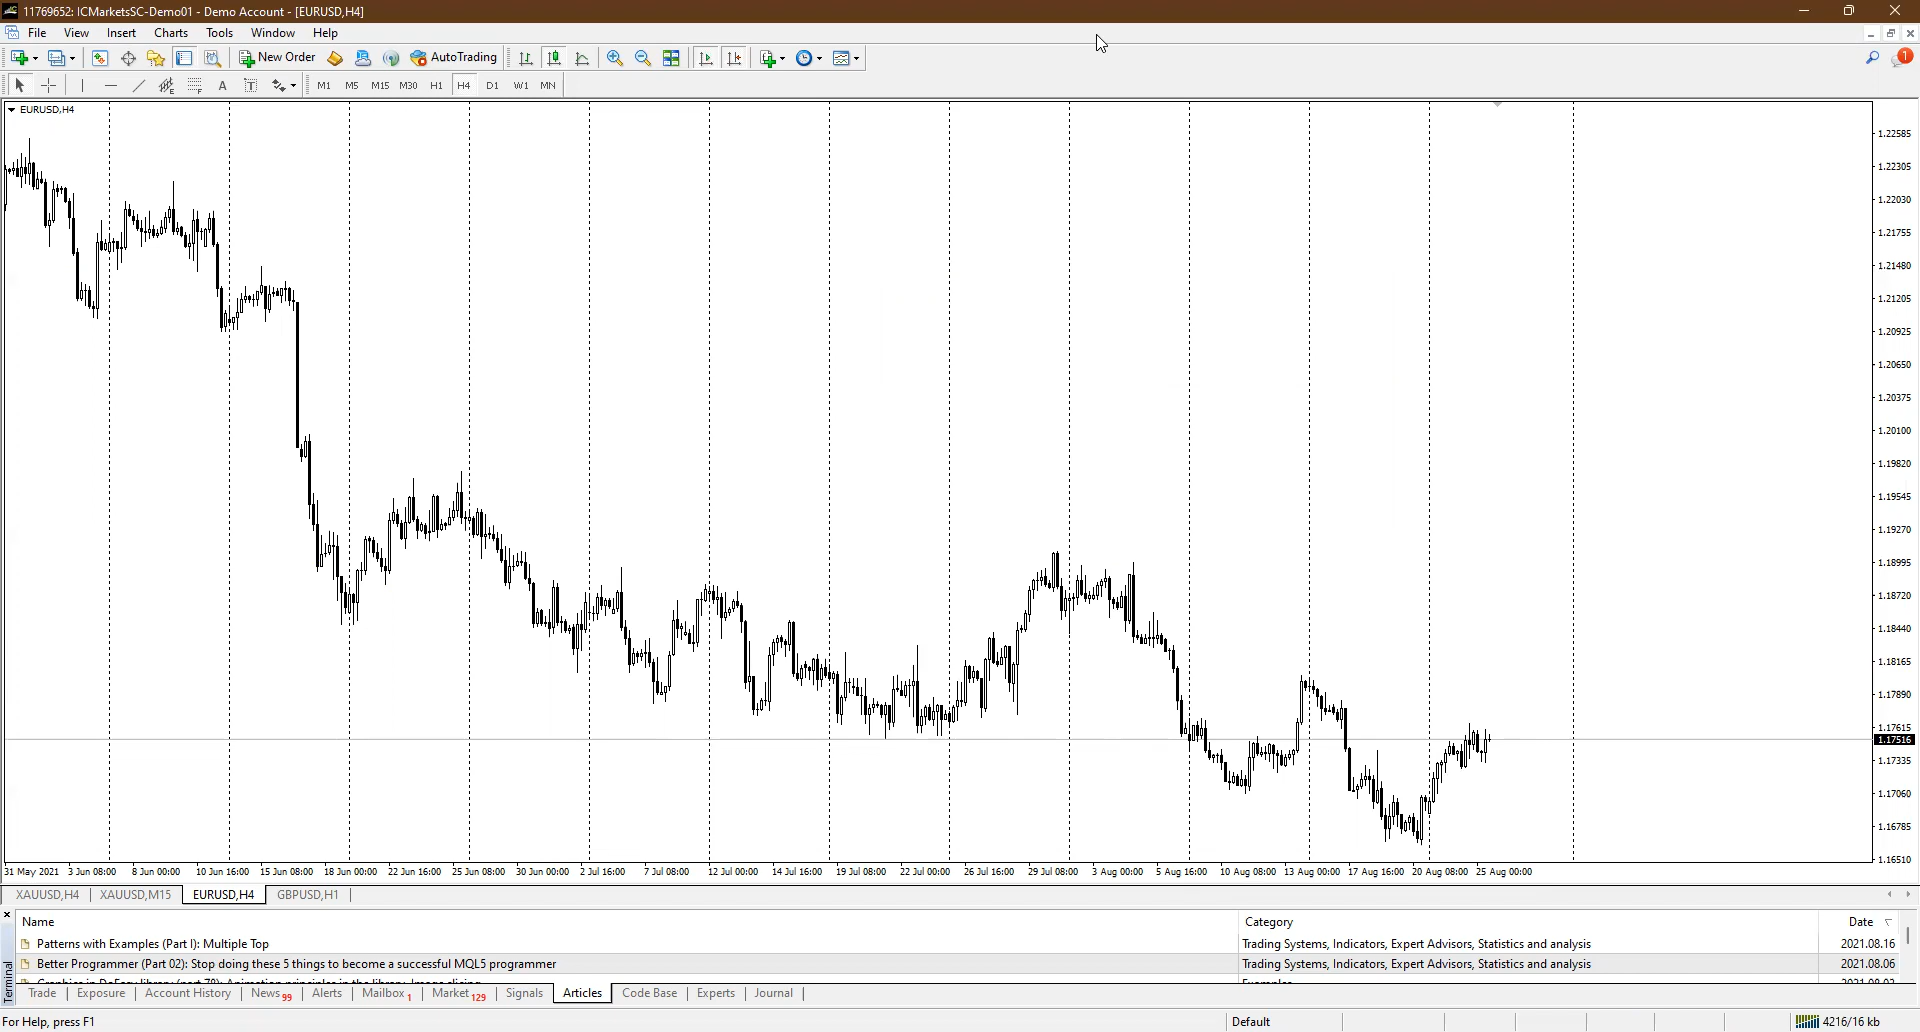 11769652: ICMarketsSC-Demo01 - Demo Account - [EURUSD,H4]
File View Insert Charts Tools Window Help
New Order AutoTrading 1
A T M1 M5 M15 M30 H1 H4 D1 W1 MN
EURUSD,H4
1.22585
1.22305
1.22030
1.21755
1.21480
1.21205
1.20925
1.20650
1.20375
1.20100
1.19820
1.19545
1.19270
1.18995
1.18720
1.18440
1.18165
1.17890
1.17615
1.17516
1.17335
1.17060
1.16785
1.16510
31 May 2021 3 Jun 08:00 8 Jun 00:00 10 Jun 16:00 15 Jun 08:00 18 Jun 00:00 22 Jun 16:00 25 Jun 08:00 30 Jun 00:00 2 Jul 16:00 7 Jul 08:00 12 Jul 00:00 14 Jul 16:00 19 Jul 08:00 22 Jul 00:00 26 Jul 16:00 29 Jul 08:00 3 Aug 00:00 5 Aug 16:00 10 Aug 08:00 13 Aug 00:00 17 Aug 16:00 20 Aug 08:00 25 Aug 00:00
XAUUSD,H4 XAUUSD,M15 EURUSD,H4 GBPUSD,H1
Name Category Date
Patterns with Examples (Part I): Multiple Top Trading Systems, Indicators, Expert Advisors, Statistics and analysis 2021.08.16
Better Programmer (Part 02): Stop doing these 5 things to become a successful MQL5 programmer Trading Systems, Indicators, Expert Advisors, Statistics and analysis 2021.08.06
Terminal
Trade Exposure Account History News 99 Alerts Mailbox 1 Market 129 Signals Articles Code Base Experts Journal
For Help, press F1 Default 4216/16 kb